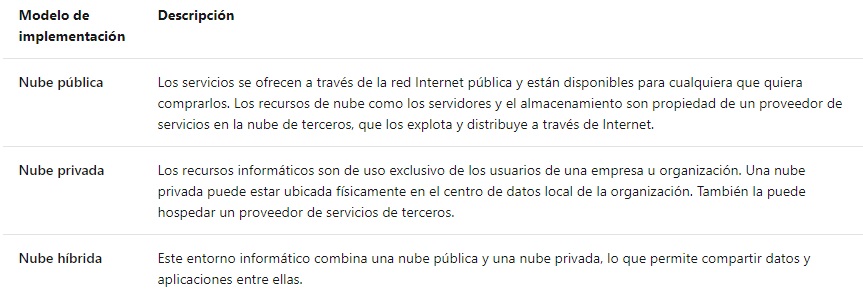 Modelo de implementación
Descripción
Nube pública
Los servicios se ofrecen a través de la red Internet pública y están disponibles para cualquiera que quiera
comprarlos. Los recursos de nube como los servidores y el almacenamiento son propiedad de un proveedor de
servicios en la nube de terceros, que los explota y distribuye a través de Internet.
Nube privada
Los recursos informáticos son de uso exclusivo de los usuarios de una empresa u organización. Una nube
privada puede estar ubicada físicamente en el centro de datos local de la organización. También la puede
hospedar un proveedor de servicios de terceros.
Nube híbrida
Este entorno informático combina una nube pública y una nube privada, lo que permite compartir datos y
aplicaciones entre ellas.